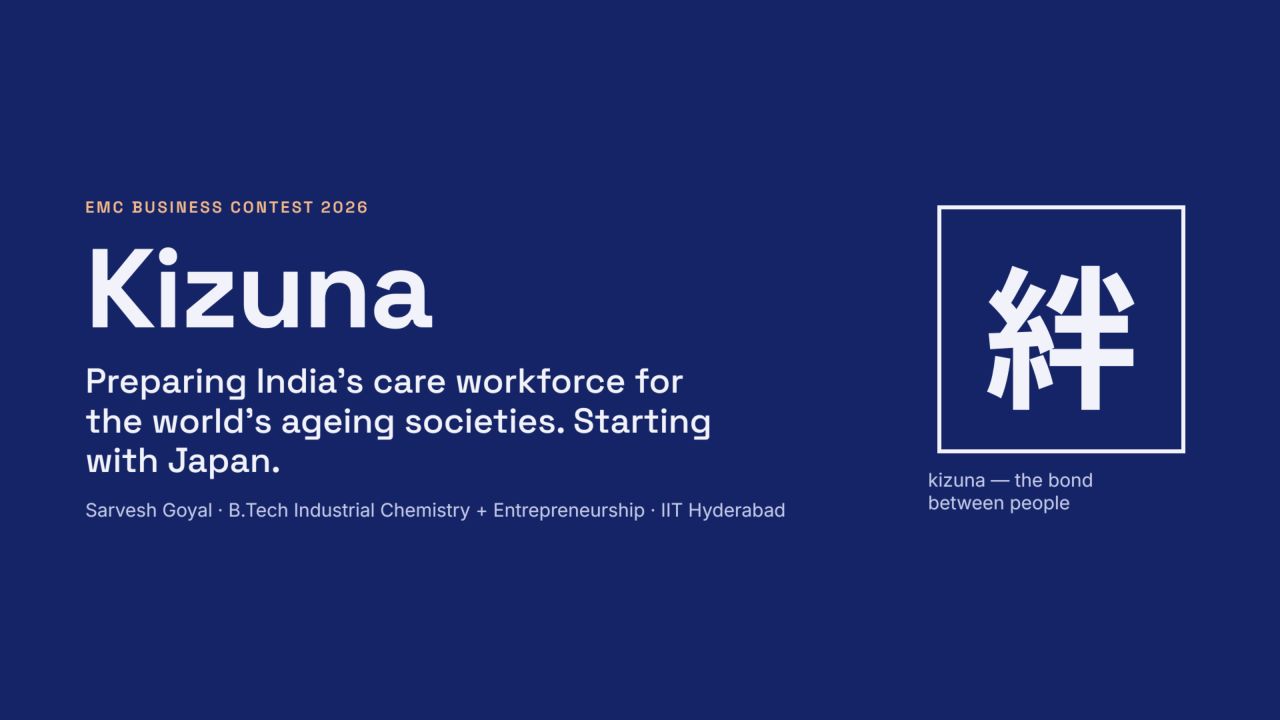 EMC BUSINESS CONTEST 2026
Kizuna
Preparing India’s care workforce for
the world’s ageing societies. Starting
with Japan.
Sarvesh Goyal · B.Tech Industrial Chemistry + Entrepreneurship · IIT Hyderabad
絆
kizuna — the bond
between people